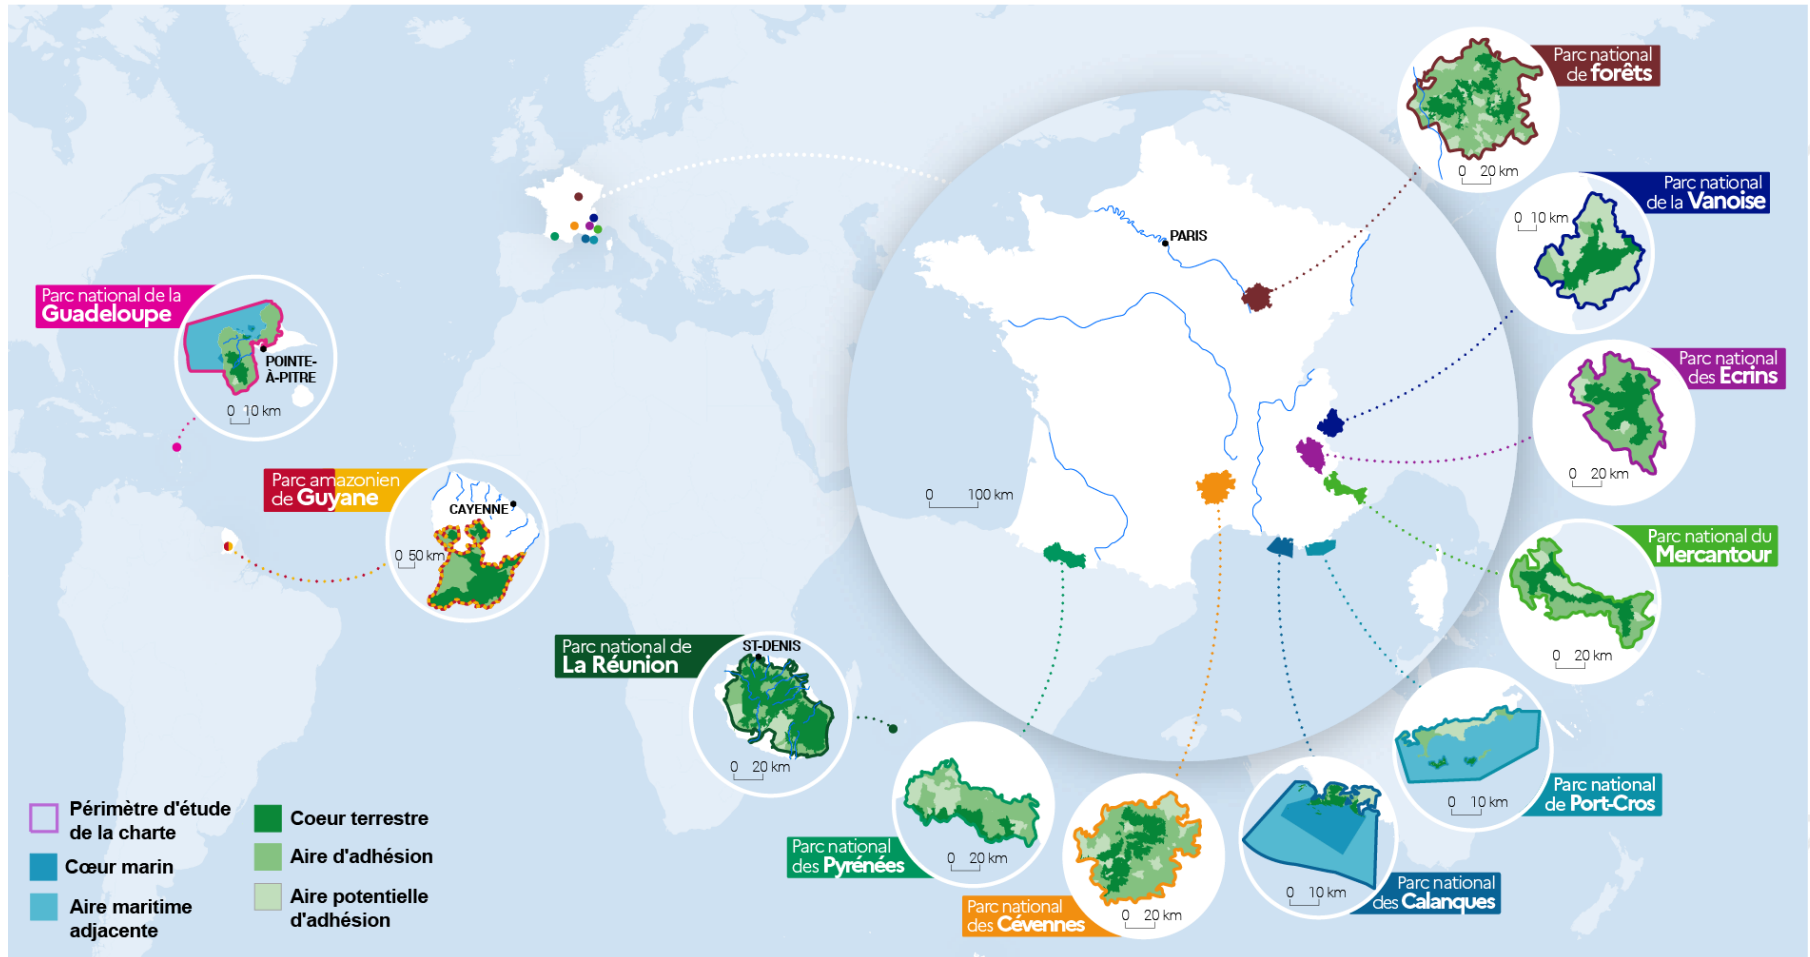 Parc national
de forêts
0 20 km
Parc national
de la Vanoise
0 10 km
PARIS
Parc national de la
Guadeloupe
POINTE-
À-PITRE
0 10 km
Parc national
des Ecrins
0 20 km
Parc amazonien
de Guyane
CAYENNE
0 50 km
0 100 km
Parc national du
Mercantour
0 20 km
Parc national de
La Réunion
ST-DENIS
0 20 km
Parc national
de Port-Cros
0 10 km
Parc national
des Pyrénées
0 20 km
Parc national
des Cévennes
0 20 km
Parc national
des Calanques
0 10 km
Périmètre d'étude
de la charte
Cœur marin
Aire maritime
adjacente
Coeur terrestre
Aire d'adhésion
Aire potentielle
d'adhésion